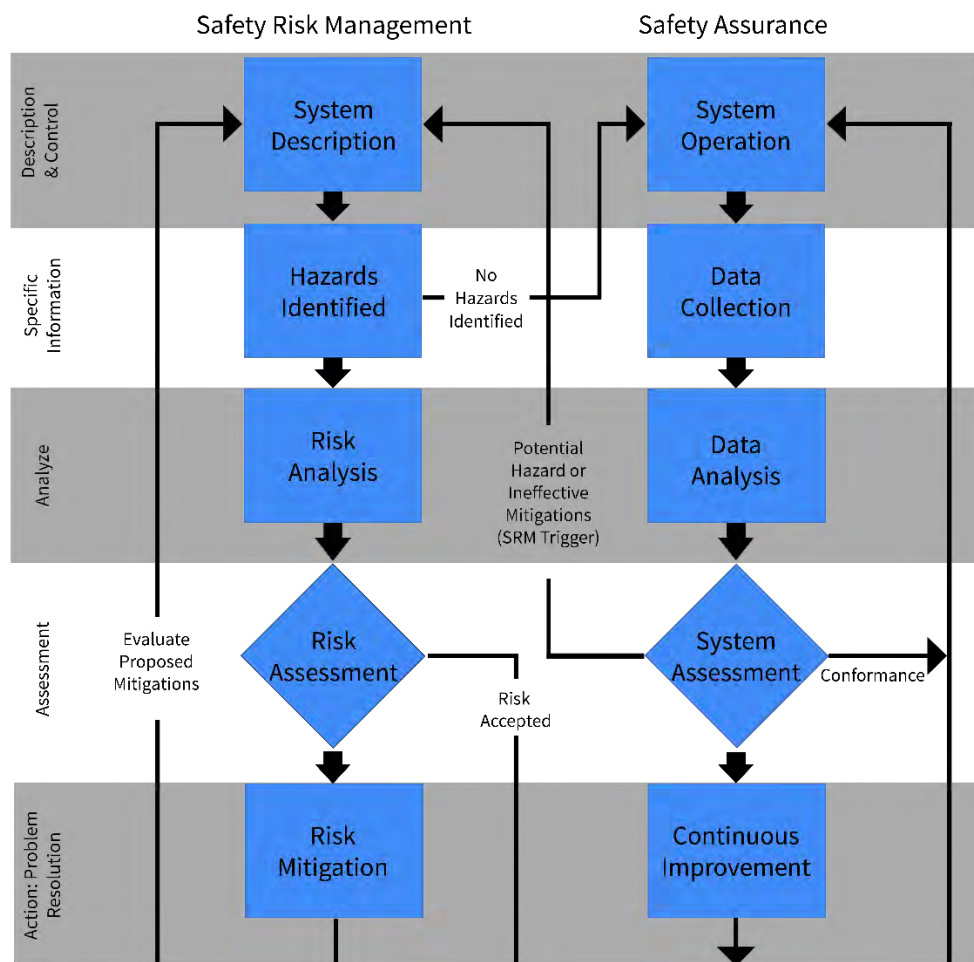 Safety Risk Management
Safety Assurance
Description
& Control
System
Description
System
Operation
Specific
Information
Hazards
Identified
No
Hazards
Identified
Data
Collection
Analyze
Risk
Analysis
Potential
Hazard or
Ineffective
Mitigations
(SRM Trigger)
Data
Analysis
Assessment
Evaluate
Proposed
Mitigations
Risk
Assessment
Risk
Accepted
System
Assessment
Conformance
Action: Problem
Resolution
Risk
Mitigation
Continuous
Improvement